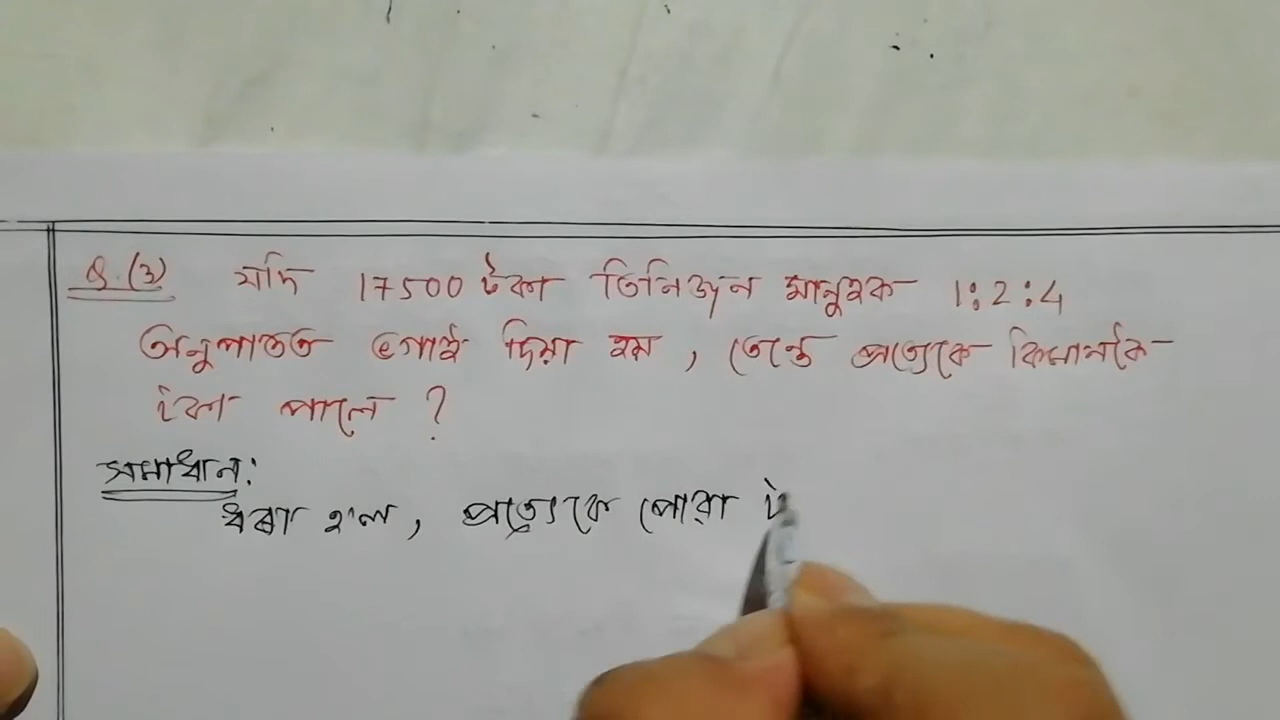 Q.(3) যদি 17500 টকা তিনিজন মানুহক 1:2:4
অনুপাতত ভগাই দিয়া হয়, তেন্তে প্ৰত্যেকে কিমানকৈ
টকা পালে ?
সমাধান:
ধৰা হ'ল, প্ৰত্যেকে পোৱা